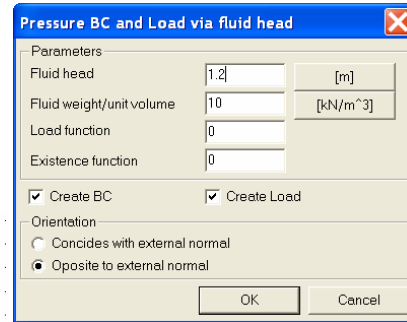 Pressure BC and Load via fluid head
Parameters
Fluid head 1.2 [m]
Fluid weight/unit volume 10 [kN/m^3]
Load function 0
Existence function 0
Create BC Create Load
Orientation
Concides with external normal
Oposite to external normal
OK Cancel